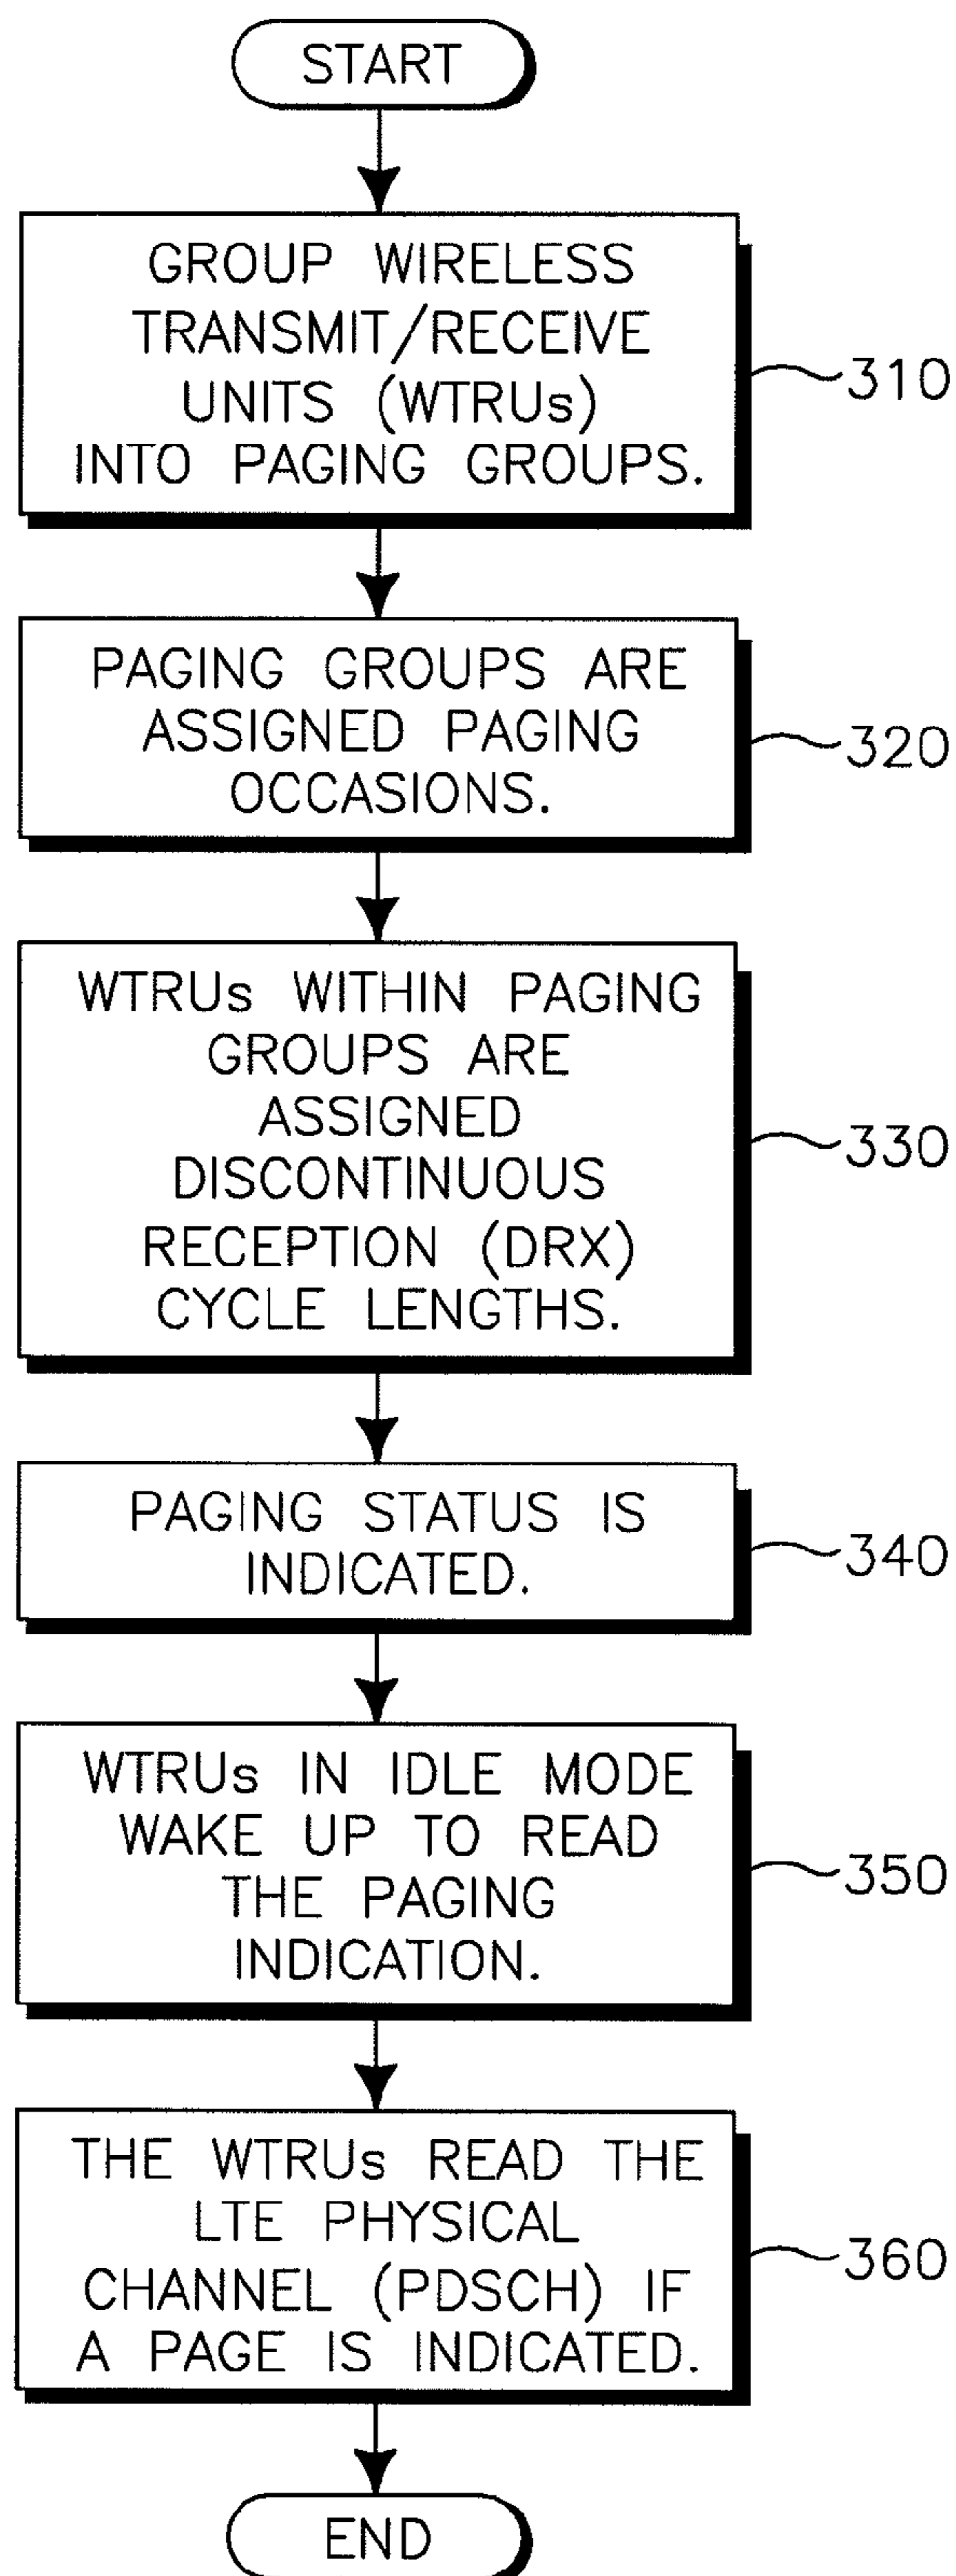 START
GROUP WIRELESS
TRANSMIT/RECEIVE
UNITS (WTRUs)
INTO PAGING GROUPS.
310
PAGING GROUPS ARE
ASSIGNED PAGING
OCCASIONS.
320
WTRUs WITHIN PAGING
GROUPS ARE
ASSIGNED
DISCONTINUOUS
RECEPTION (DRX)
CYCLE LENGTHS.
330
PAGING STATUS IS
INDICATED.
340
WTRUs IN IDLE MODE
WAKE UP TO READ
THE PAGING
INDICATION.
350
THE WTRUs READ THE
LTE PHYSICAL
CHANNEL (PDSCH) IF
A PAGE IS INDICATED.
360
END